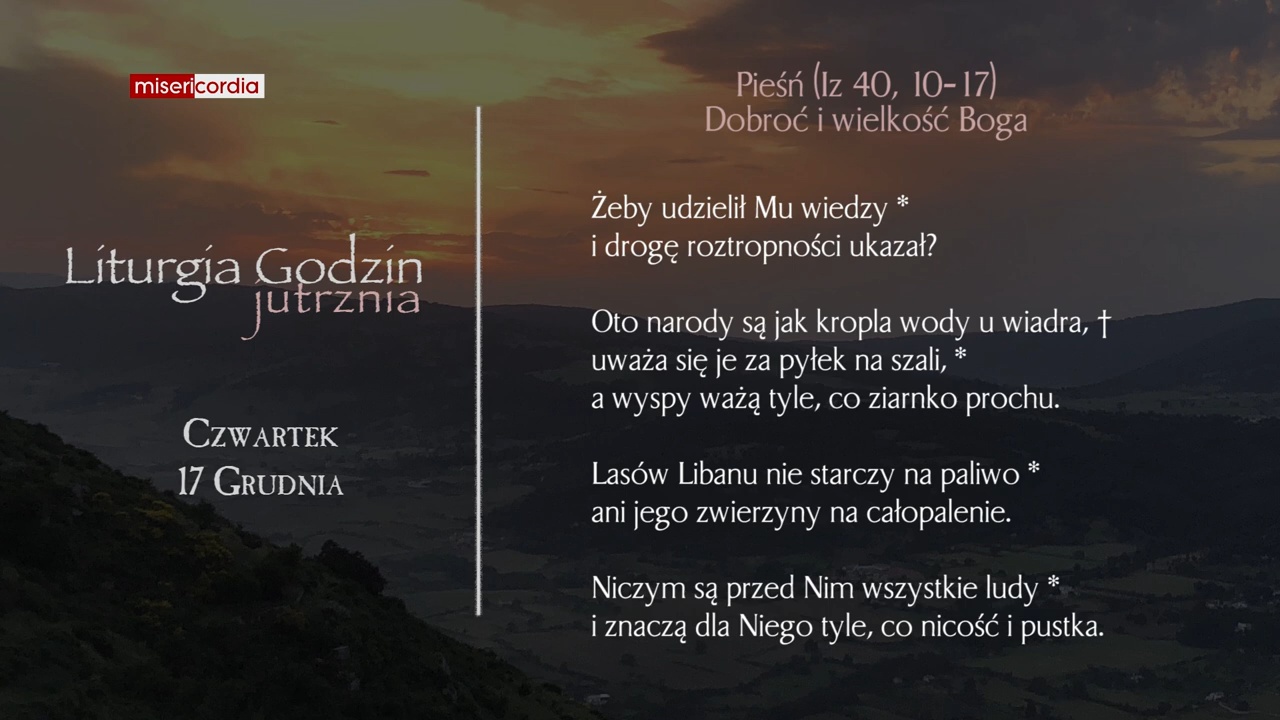 misericordia
Liturgia Godzin
jutrznia
Czwartek
17 Grudnia
Pieśń (Iz 40, 10-17)
Dobroć i wielkość Boga
Żeby udzielił Mu wiedzy *
i drogę roztropności ukazał?
Oto narody są jak kropla wody u wiadra, †
uważa się je za pyłek na szali, *
a wyspy ważą tyle, co ziarnko prochu.
Lasów Libanu nie starczy na paliwo *
ani jego zwierzyny na całopalenie.
Niczym są przed Nim wszystkie ludy *
i znaczą dla Niego tyle, co nicość i pustka.